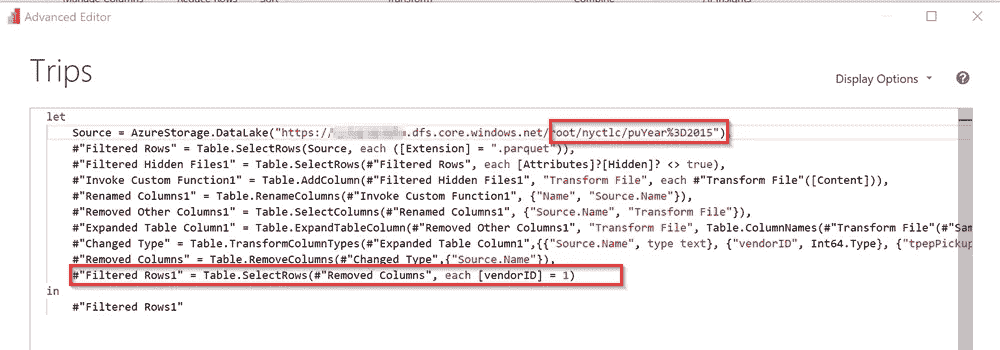 Advanced Editor
Trips
Display Options
?
let
Source = AzureStorage.DataLake("https:// .dfs.core.windows.net/root/nyctlc/puYear%3D2015"),
#"Filtered Rows" = Table.SelectRows(Source, each ([Extension] = ".parquet")),
#"Filtered Hidden Files1" = Table.SelectRows(#"Filtered Rows", each [Attributes]?[Hidden]? <> true),
#"Invoke Custom Function1" = Table.AddColumn(#"Filtered Hidden Files1", "Transform File", each #"Transform File"([Content])),
#"Renamed Columns1" = Table.RenameColumns(#"Invoke Custom Function1", {"Name", "Source.Name"}),
#"Removed Other Columns1" = Table.SelectColumns(#"Renamed Columns1", {"Source.Name", "Transform File"}),
#"Expanded Table Column1" = Table.ExpandTableColumn(#"Removed Other Columns1", "Transform File", Table.ColumnNames(#"Transform File"(#"Sam
#"Changed Type" = Table.TransformColumnTypes(#"Expanded Table Column1",{{"Source.Name", type text}, {"vendorID", Int64.Type}, {"tpepPickup
#"Removed Columns" = Table.RemoveColumns(#"Changed Type",{"Source.Name"}),
#"Filtered Rows1" = Table.SelectRows(#"Removed Columns", each [vendorID] = 1)
in
#"Filtered Rows1"